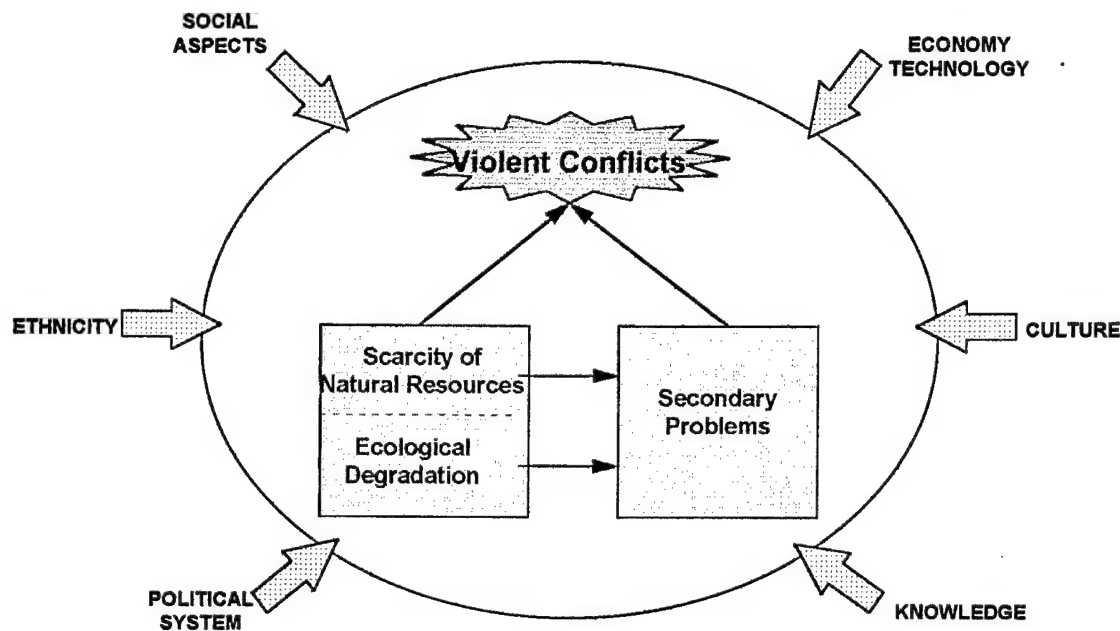 SOCIAL
ASPECTS
ECONOMY
TECHNOLOGY
Violent Conflicts
ETHNICITY
CULTURE
Scarcity of
Natural Resources
Ecological
Degradation
Secondary
Problems
POLITICAL
SYSTEM
KNOWLEDGE